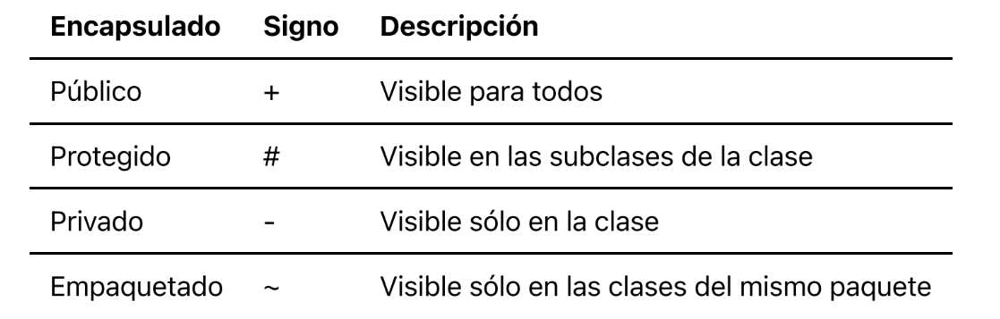 Encapsulado Signo Descripción
Público + Visible para todos
Protegido # Visible en las subclases de la clase
Privado - Visible sólo en la clase
Empaquetado ~ Visible sólo en las clases del mismo paquete